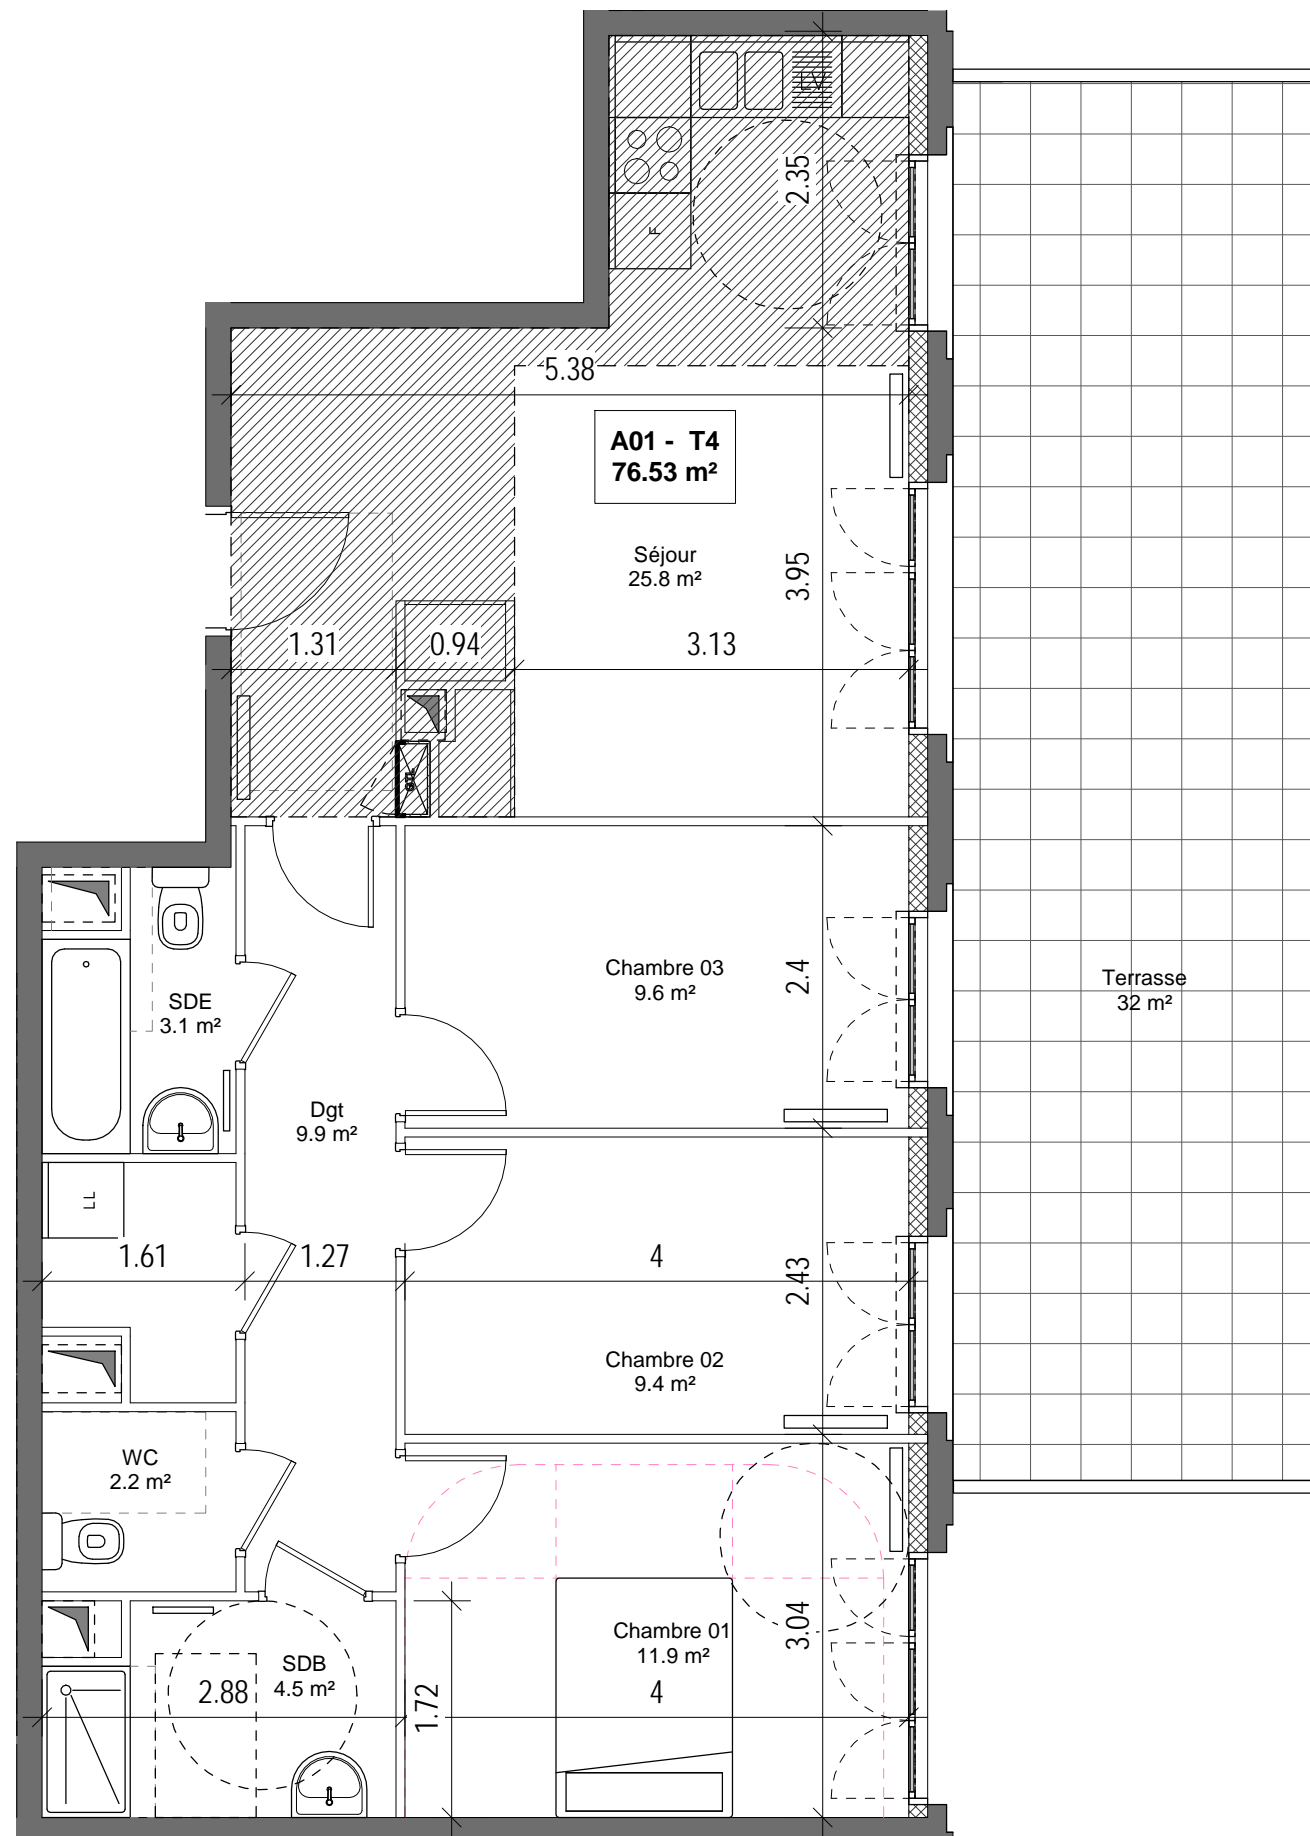 LV
2.35
F
5.38
A01 - T4
76.53 m²
Séjour
25.8 m²
3.95
1.31
0.94
3.13
GTL
Chambre 03
9.6 m²
2.4
Terrasse
32 m²
SDE
3.1 m²
Dgt
9.9 m²
LL
1.61
1.27
4
2.43
Chambre 02
9.4 m²
WC
2.2 m²
Chambre 01
11.9 m²
3.04
SDB
4.5 m²
2.88
1.72
4